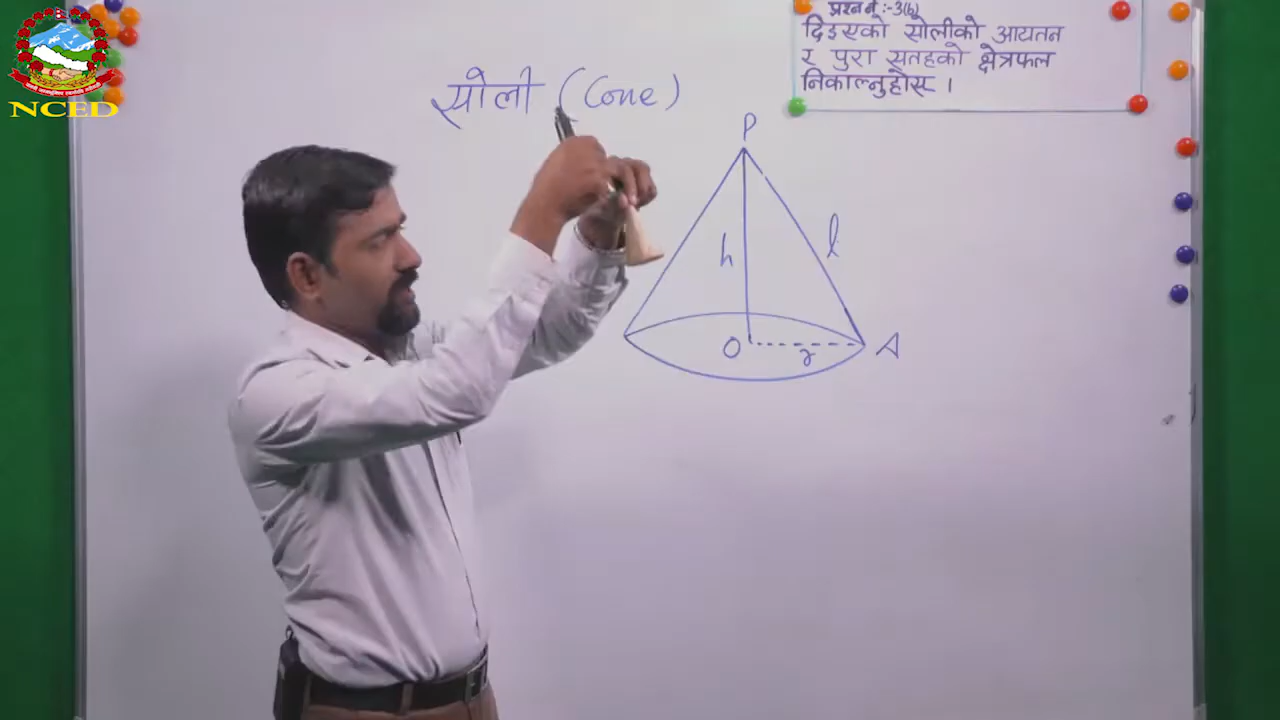 NCED
प्रश्न नं :-3(b)
दिइएको सोलीको आयतन
र पुरा सतहको क्षेत्रफल
निकाल्नुहोस् ।
सोली (Cone)
P
h
l
O
r
A